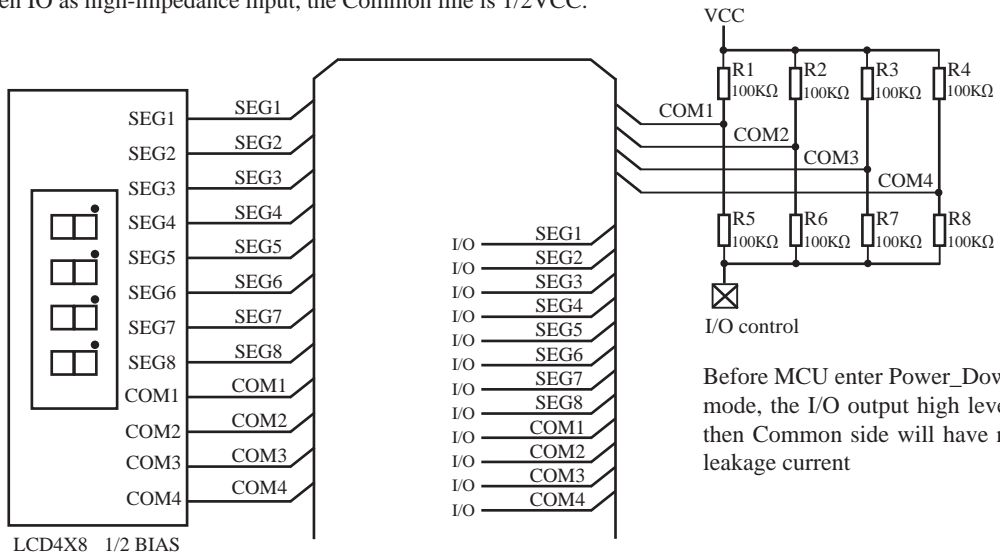 en IO as high-impedance input, the Common line is 1/2VCC.
VCC
R1
100KΩ
R2
100KΩ
R3
100KΩ
R4
100KΩ
COM1
COM2
COM3
COM4
R5
100KΩ
R6
100KΩ
R7
100KΩ
R8
100KΩ
I/O control
SEG1 SEG1
SEG2 SEG2
SEG3 SEG3
SEG4 SEG4
SEG5 SEG5
SEG6 SEG6
SEG7 SEG7
SEG8 SEG8
COM1 COM1
COM2 COM2
COM3 COM3
COM4 COM4
LCD4X8 1/2 BIAS
I/O SEG1
I/O SEG2
I/O SEG3
I/O SEG4
I/O SEG5
I/O SEG6
I/O SEG7
I/O SEG8
I/O COM1
I/O COM2
I/O COM3
I/O COM4
Before MCU enter Power_Dow
mode, the I/O output high leve
then Common side will have
leakage current